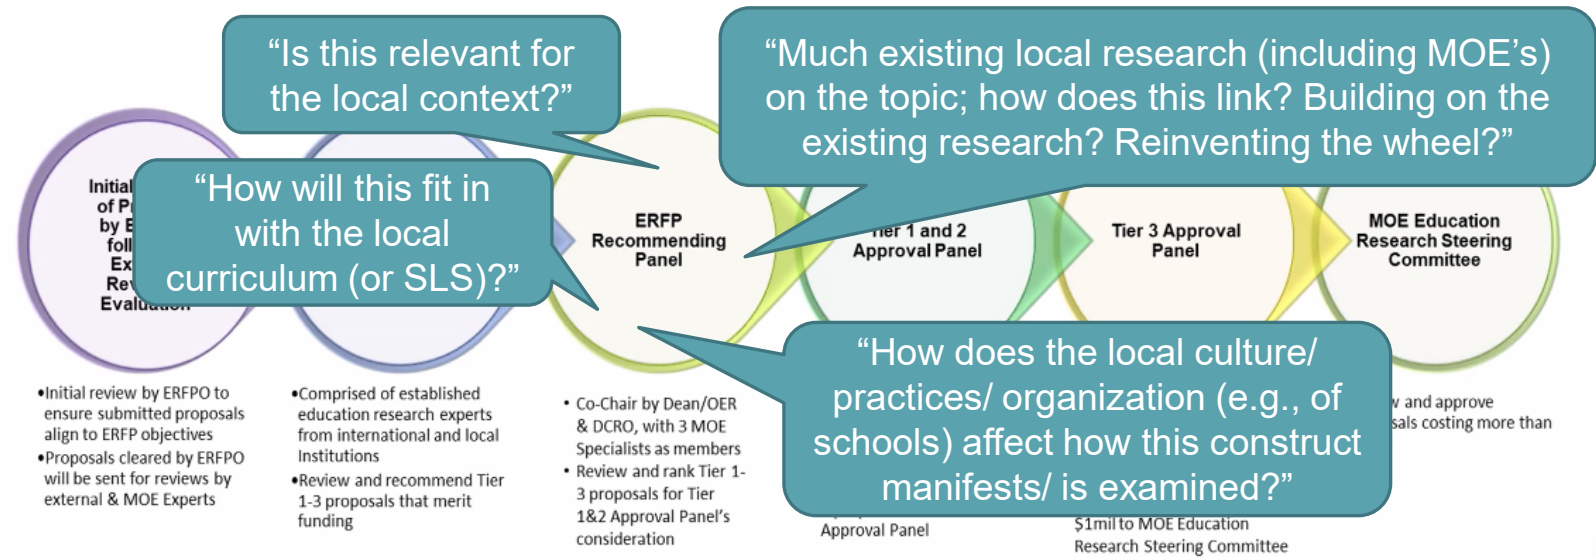 “Is this relevant for
the local context?”
“Much existing local research (including MOE’s)
on the topic; how does this link? Building on the
existing research? Reinventing the wheel?”
“How will this fit in
with the local
curriculum (or SLS)?”
Initial
of
by
Evaluation
ERFP
Recommending
Panel
Tier 1 and 2
Approval Panel
Tier 3 Approval
Panel
MOE Education
Research Steering
Committee
“How does the local culture/
practices/ organization (e.g., of
schools) affect how this construct
manifests/ is examined?”
•Initial review by ERFPO to
ensure submitted proposals
align to ERFP objectives
•Proposals cleared by ERFPO
will be sent for reviews by
external & MOE Experts
•Comprised of established
education research experts
from international and local
Institutions
•Review and recommend Tier
1-3 proposals that merit
funding
• Co-Chair by Dean/OER
& DCRO, with 3 MOE
Specialists as members
• Review and rank Tier 1-
3 proposals for Tier
1&2 Approval Panel’s
consideration
Approval Panel
$1mil to MOE Education
Research Steering Committee
and approve
costing more than